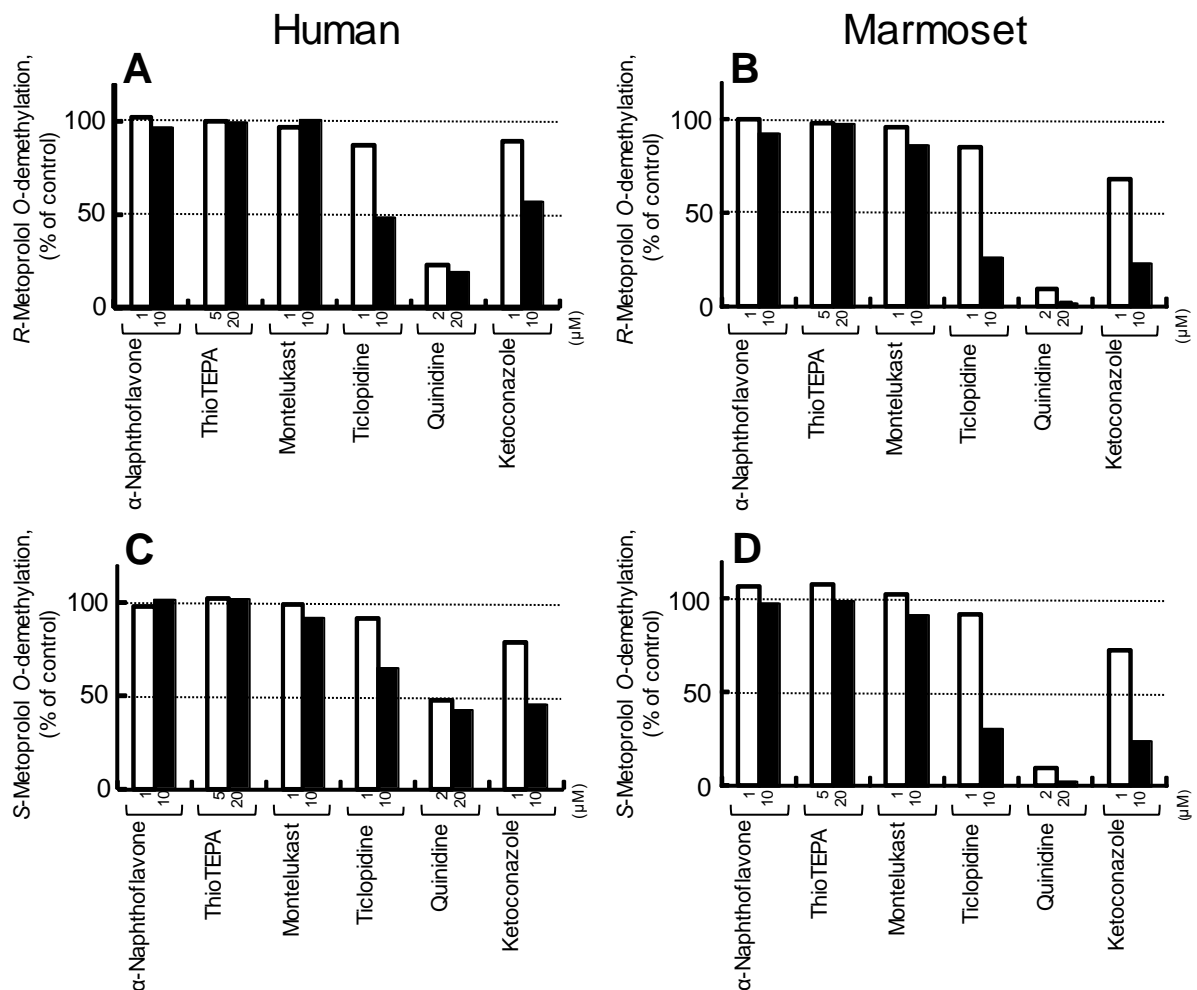 Human
Marmoset
A
R-Metoprolol O-demethylation,
(% of control)
100
50
0
1 10 5 20 1 10 1 10 2 20 1 10 (μM)
α-Naphthoflavone
ThioTEPA
Montelukast
Ticlopidine
Quinidine
Ketoconazole
B
R-Metoprolol O-demethylation,
(% of control)
100
50
0
1 10 5 20 1 10 1 10 2 20 1 10 (μM)
α-Naphthoflavone
ThioTEPA
Montelukast
Ticlopidine
Quinidine
Ketoconazole
C
S-Metoprolol O-demethylation,
(% of control)
100
50
0
1 10 5 20 1 10 1 10 2 20 1 10 (μM)
α-Naphthoflavone
ThioTEPA
Montelukast
Ticlopidine
Quinidine
Ketoconazole
D
S-Metoprolol O-demethylation,
(% of control)
100
50
0
1 10 5 20 1 10 1 10 2 20 1 10 (μM)
α-Naphthoflavone
ThioTEPA
Montelukast
Ticlopidine
Quinidine
Ketoconazole